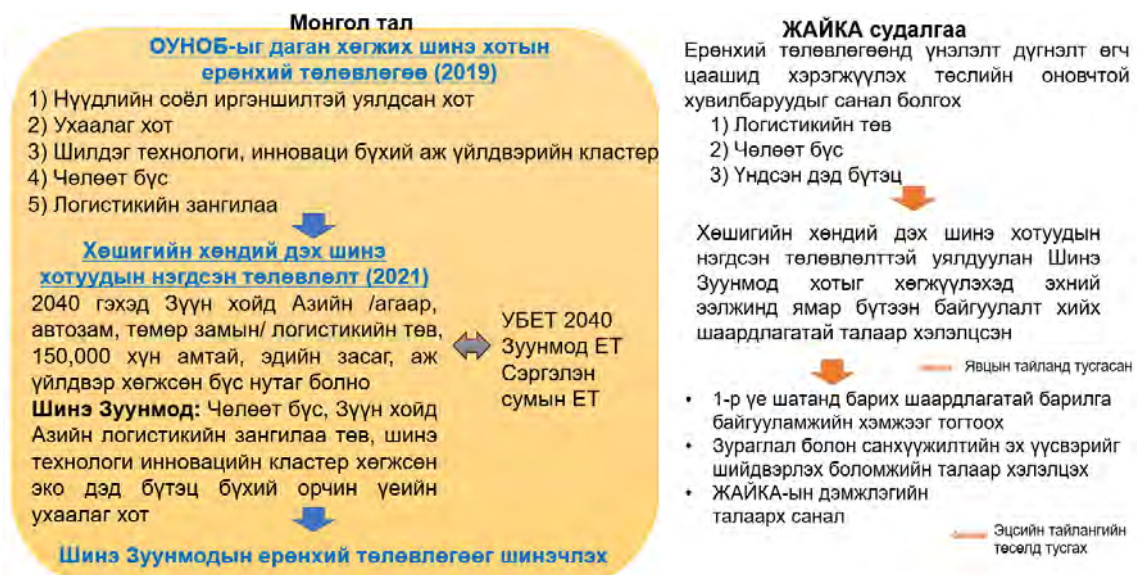 Монгол тал
ОУНОБ-ыг даган хөгжих шинэ хотын
ерөнхий төлөвлөгөө (2019)
1) Нүүдлийн соёл иргэншилтэй уялдсан хот
2) Ухаалаг хот
3) Шилдэг технологи, инноваци бүхий аж үйлдвэрийн кластер
4) Чөлөөт бүс
5) Логистикийн зангилаа
Хөшигийн хөндий дэх шинэ
хотуудын нэгдсэн төлөвлөлт (2021)
2040 гэхэд Зүүн хойд Азийн /агаар,
автозам, төмөр замын/ логистикийн төв,
150,000 хүн амтай, эдийн засаг, аж
үйлдвэр хөгжсөн бүс нутаг болно
Шинэ Зуунмод: Чөлөөт бүс, Зүүн хойд
Азийн логистикийн зангилаа төв, шинэ
технологи инновацийн кластер хөгжсөн
эко дэд бүтэц бүхий орчин үеийн
ухаалаг хот
Шинэ Зуунмодын ерөнхий төлөвлөгөөг шинэчлэх
УБЕТ 2040
Зуунмод ЕТ
Сэргэлэн
сумын ЕТ
ЖАЙКА судалгаа
Ерөнхий төлөвлөгөөнд үнэлэлт дүгнэлт өгч
цаашид хэрэгжүүлэх төслийн оновчтой
хувилбаруудыг санал болгох
1) Логистикийн төв
2) Чөлөөт бүс
3) Үндсэн дэд бүтэц
Хөшигийн хөндий дэх шинэ хотуудын
нэгдсэн төлөвлөлттэй уялдуулан Шинэ
Зуунмод хотыг хөгжүүлэхэд эхний
ээлжинд ямар бүтээн байгуулалт хийх
шаардлагатай талаар хэлэлцсэн
Явцын тайланд тусгасан
• 1-р үе шатанд барих шаардлагатай барилга
байгууламжийн хэмжээг тогтоох
• Зураглал болон санхүүжилтийн эх үүсвэрийг
шийдвэрлэх боломжийн талаар хэлэлцэх
• ЖАЙКА-ын дэмжлэгийн
талаарх санал
Эцсийн тайлангийн
төсөлд тусгах